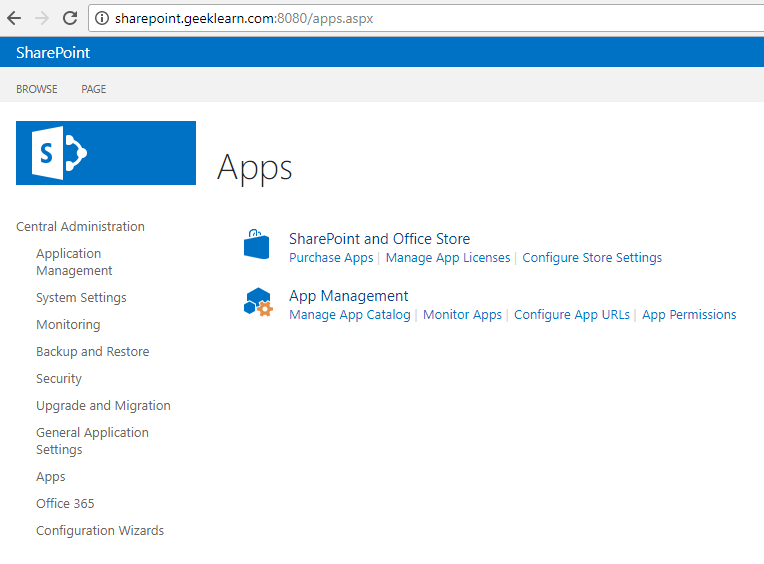 sharepoint.geeklearn.com:8080/apps.aspx
SharePoint
BROWSE PAGE
S
Apps
Central Administration
Application
Management
System Settings
Monitoring
Backup and Restore
Security
Upgrade and Migration
General Application
Settings
Apps
Office 365
Configuration Wizards
SharePoint and Office Store
Purchase Apps | Manage App Licenses | Configure Store Settings
App Management
Manage App Catalog | Monitor Apps | Configure App URLs | App Permissions